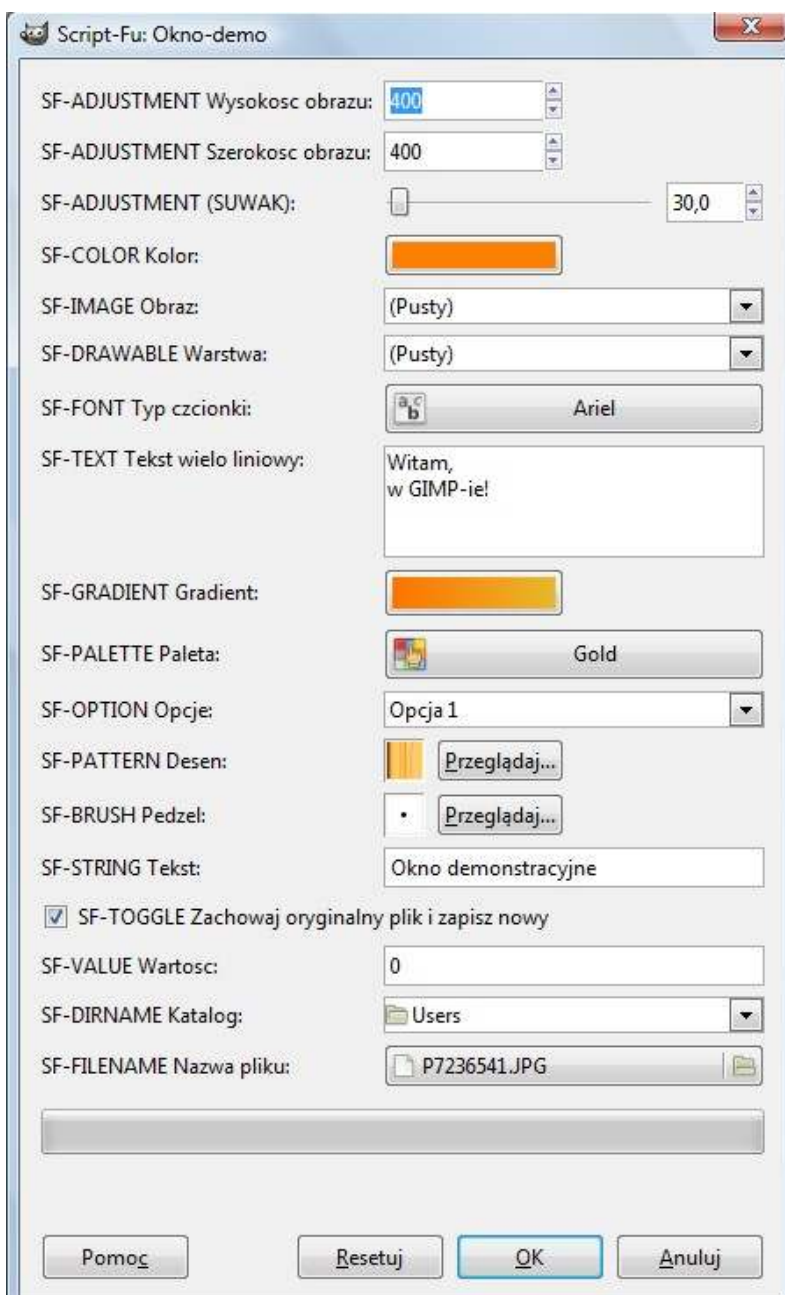 Script-Fu: Okno-demo
SF-ADJUSTMENT Wysokosc obrazu: 400
SF-ADJUSTMENT Szerokosc obrazu: 400
SF-ADJUSTMENT (SUWAK): 30,0
SF-COLOR Kolor:
SF-IMAGE Obraz: (Pusty)
SF-DRAWABLE Warstwa: (Pusty)
SF-FONT Typ czcionki: Ariel
SF-TEXT Tekst wielo liniowy: Witam,
w GIMP-ie!
SF-GRADIENT Gradient:
SF-PALETTE Paleta: Gold
SF-OPTION Opcje: Opcja 1
SF-PATTERN Desen: Przeglądaj...
SF-BRUSH Pedzel: Przeglądaj...
SF-STRING Tekst: Okno demonstracyjne
SF-TOGGLE Zachowaj oryginalny plik i zapisz nowy
SF-VALUE Wartosc: 0
SF-DIRNAME Katalog: Users
SF-FILENAME Nazwa pliku: P7236541.JPG
Pomoc Resetuj OK Anuluj